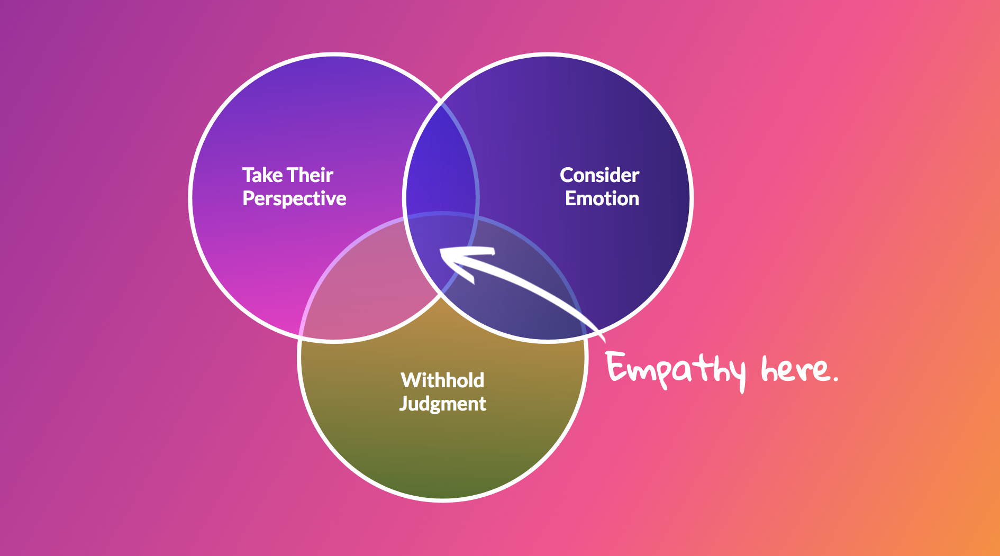 Take Their
Perspective
Consider
Emotion
Withhold
Judgment
Empathy here.